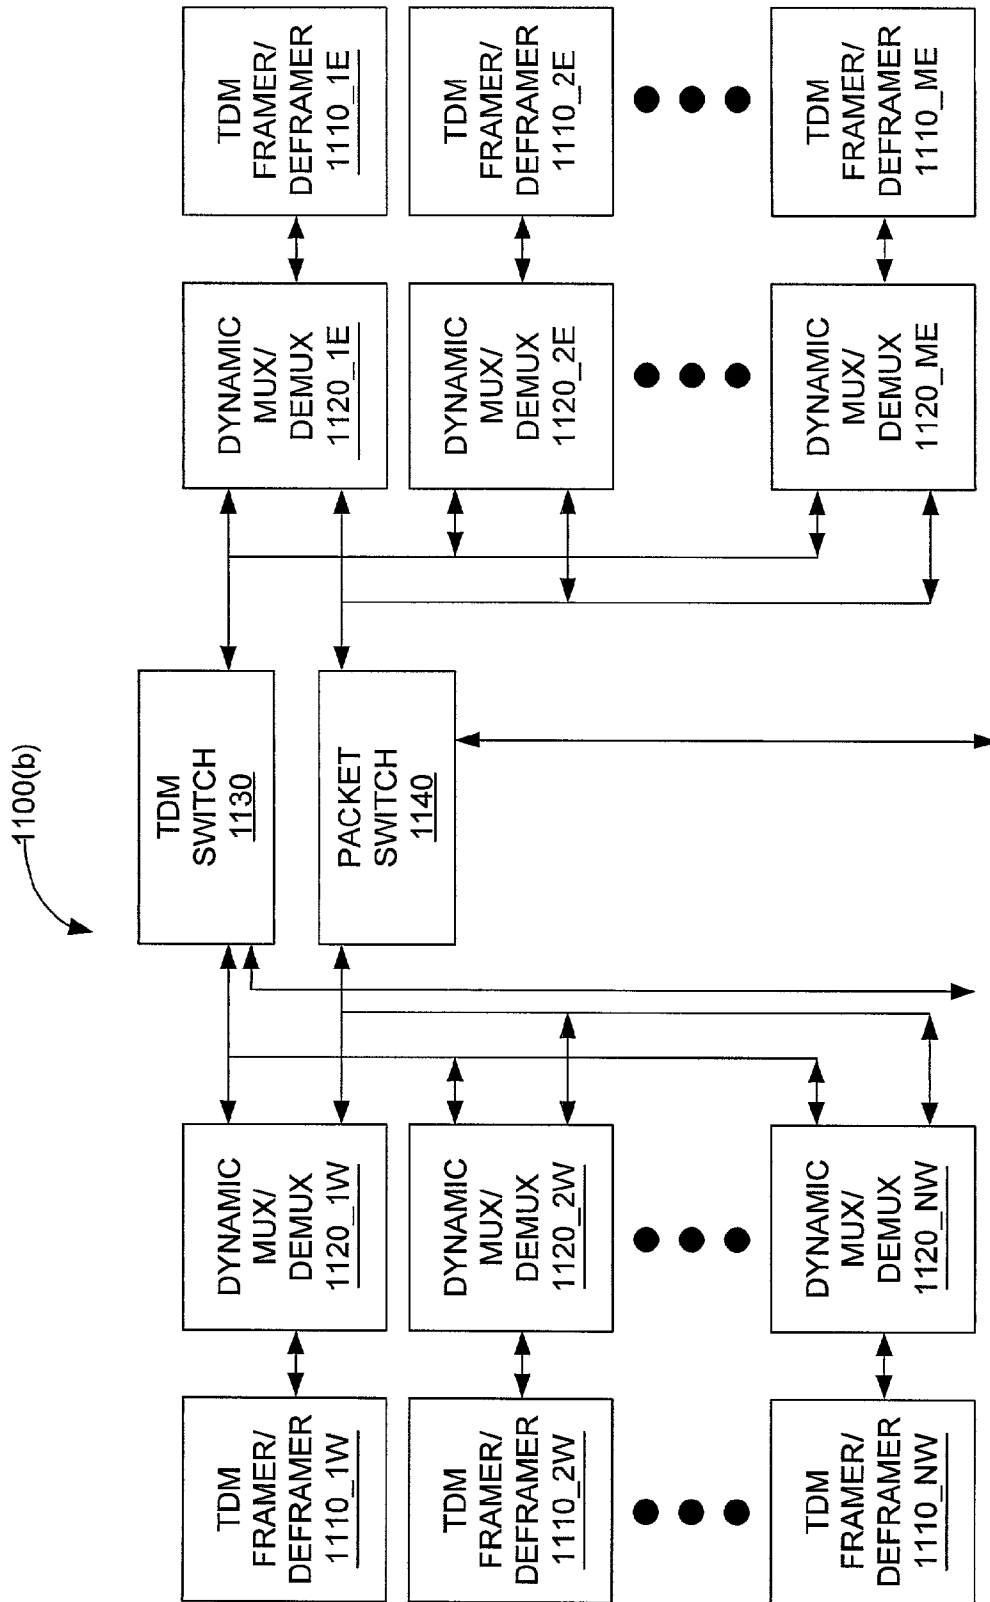 1100(b)
TDM
FRAMER/
DEFRAMER
1110_1W
DYNAMIC
MUX/
DEMUX
1120_1W
TDM
SWITCH
1130
DYNAMIC
MUX/
DEMUX
1120_1E
TDM
FRAMER/
DEFRAMER
1110_1E
PACKET
SWITCH
1140
TDM
FRAMER/
DEFRAMER
1110_2W
DYNAMIC
MUX/
DEMUX
1120_2W
DYNAMIC
MUX/
DEMUX
1120_2E
TDM
FRAMER/
DEFRAMER
1110_2E
TDM
FRAMER/
DEFRAMER
1110_NW
DYNAMIC
MUX/
DEMUX
1120_NW
DYNAMIC
MUX/
DEMUX
1120_ME
TDM
FRAMER/
DEFRAMER
1110_ME